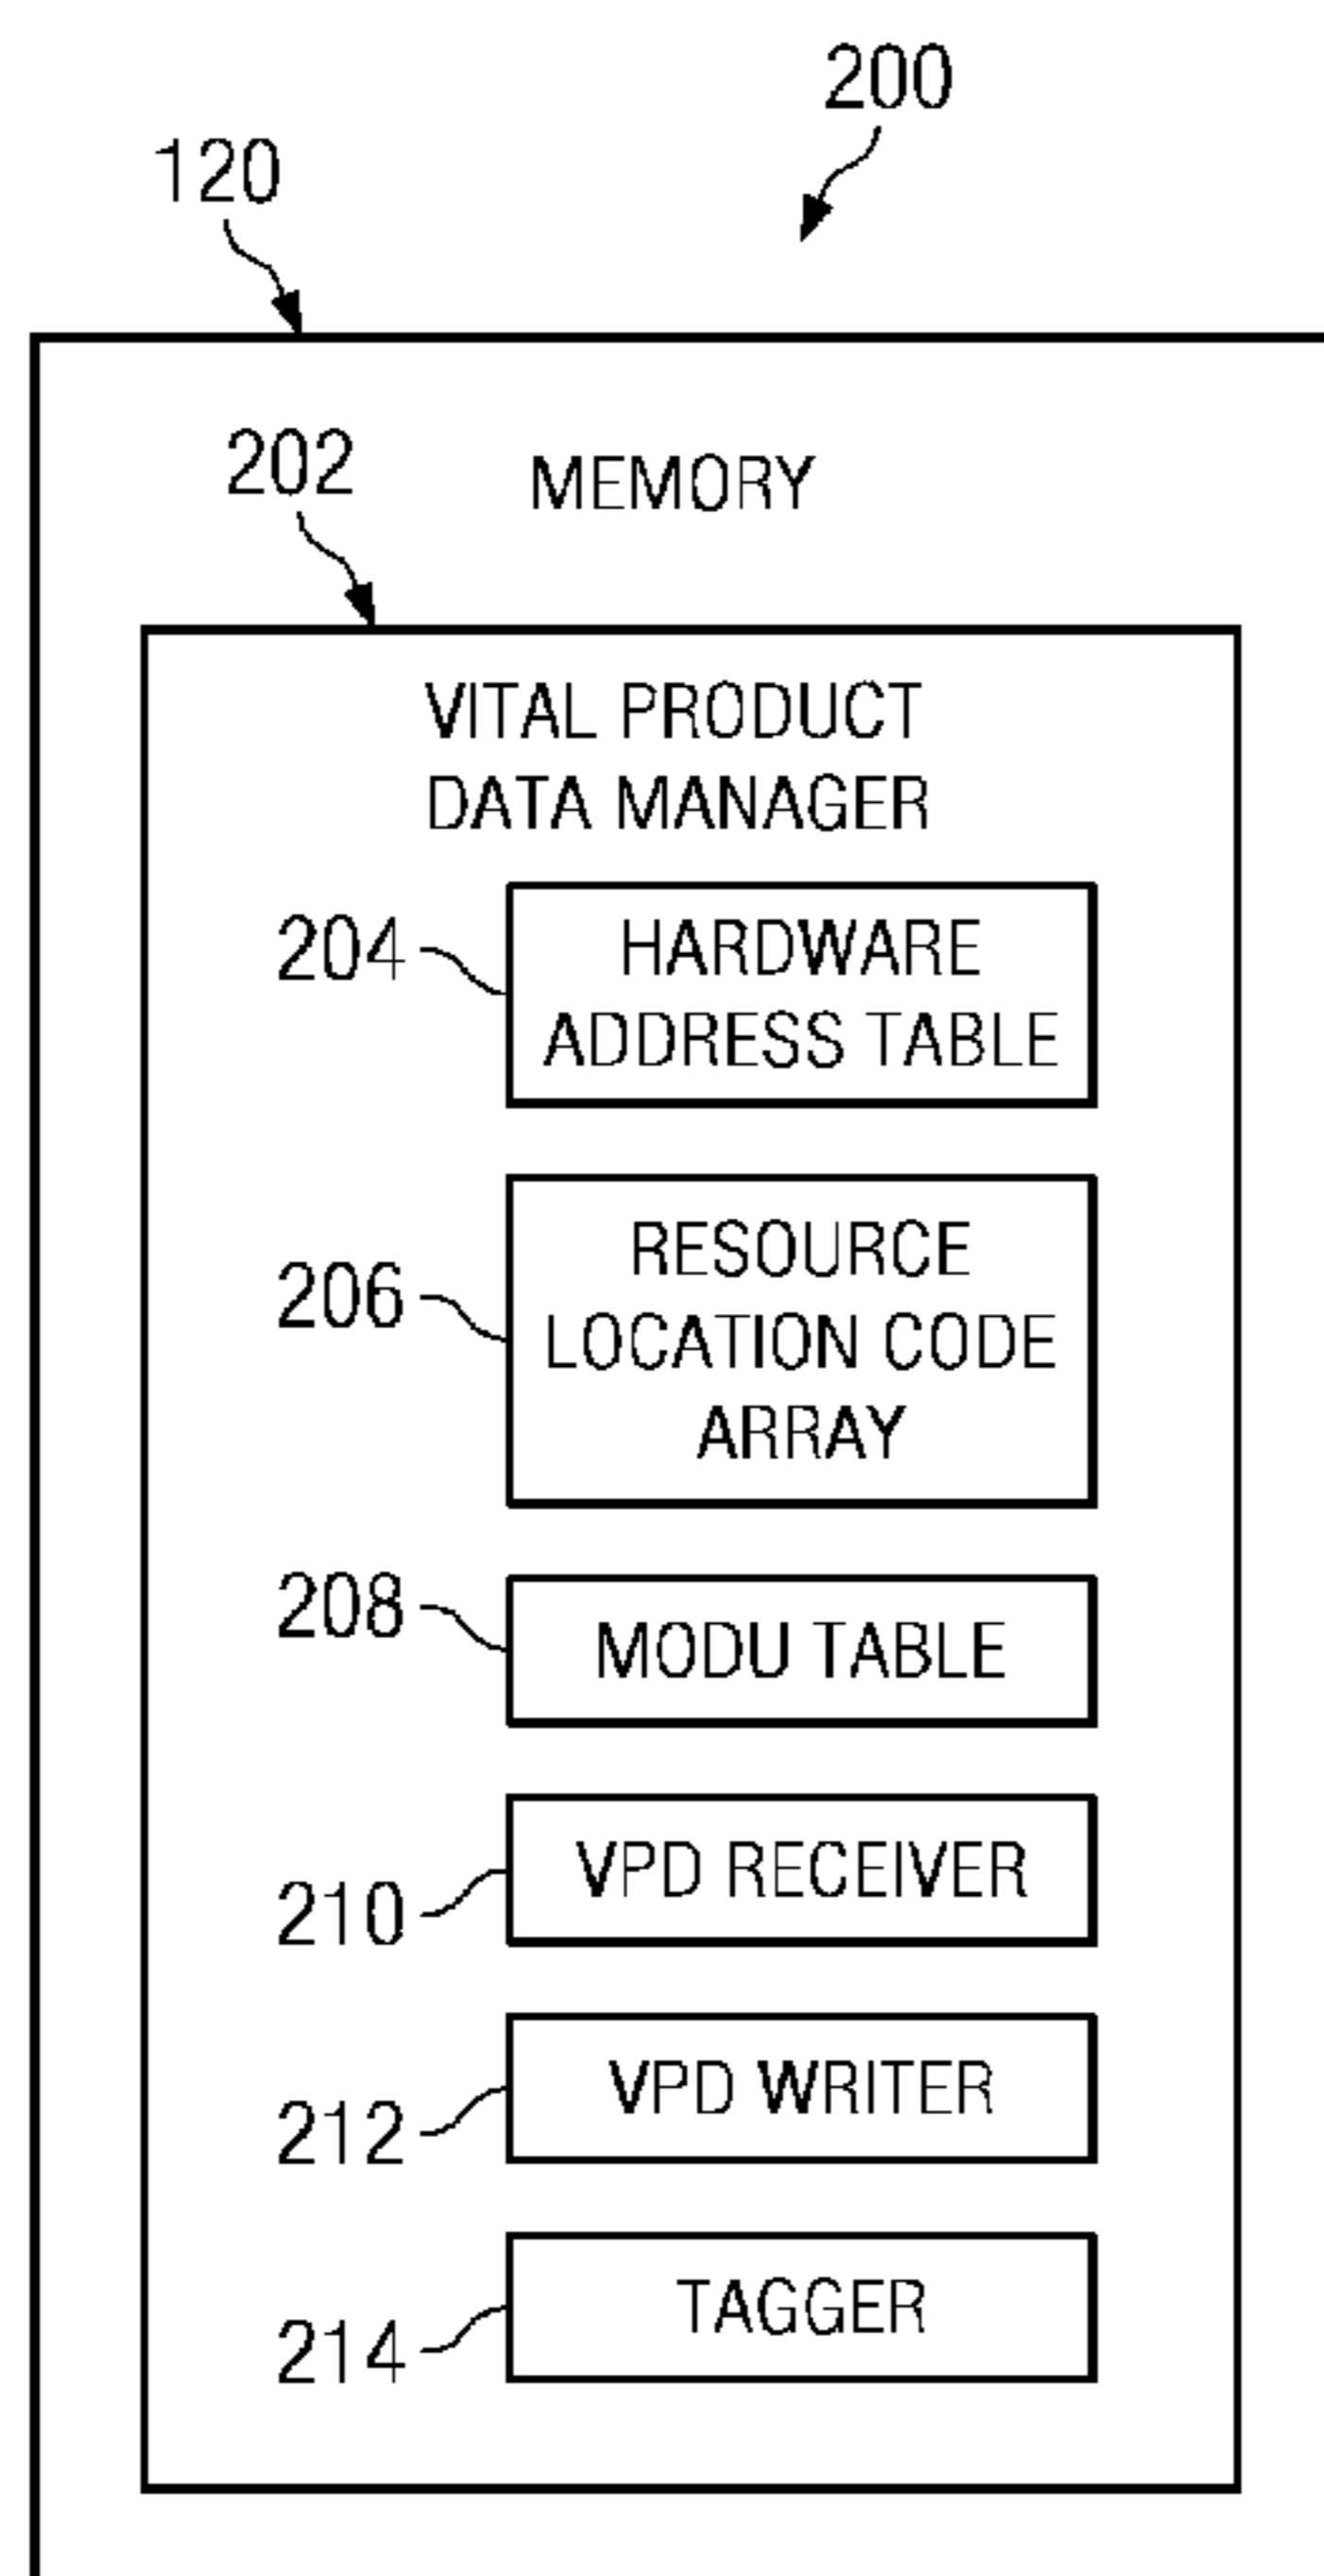 200
120
202
MEMORY
VITAL PRODUCT
DATA MANAGER
204
HARDWARE
ADDRESS TABLE
206
RESOURCE
LOCATION CODE
ARRAY
208
MODU TABLE
210
VPD RECEIVER
212
VPD WRITER
214
TAGGER